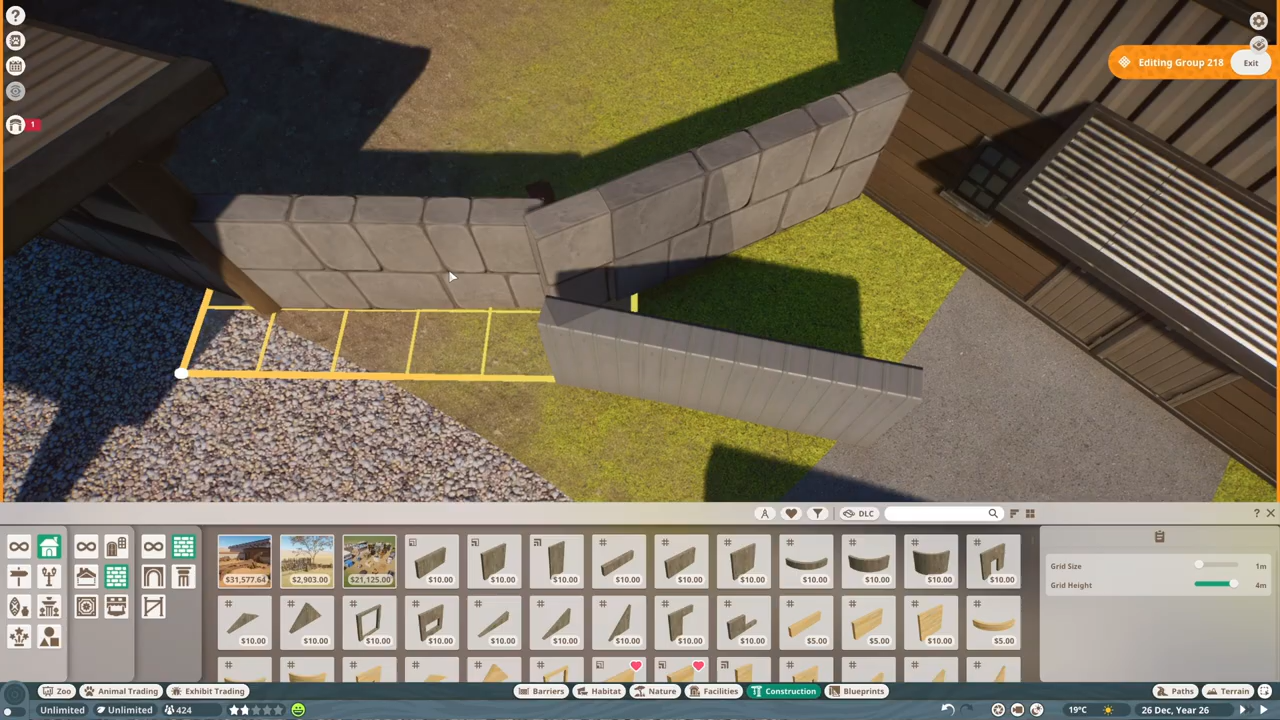 ?
Editing Group 218
Exit
1
DLC
? ×
$31,577.64 $2,903.00 $21,125.00 $10.00 $10.00 $10.00 $10.00 $10.00 $10.00 $10.00 $10.00 $10.00 $10.00
Grid Size 1m
Grid Height 4m
$10.00 $10.00 $10.00 $10.00 $10.00 $10.00 $10.00 $10.00 $10.00 $5.00 $5.00 $10.00 $5.00
Zoo Animal Trading Exhibit Trading Barriers Habitat Nature Facilities Construction Blueprints Paths Terrain
Unlimited Unlimited 424 19°C 26 Dec, Year 26